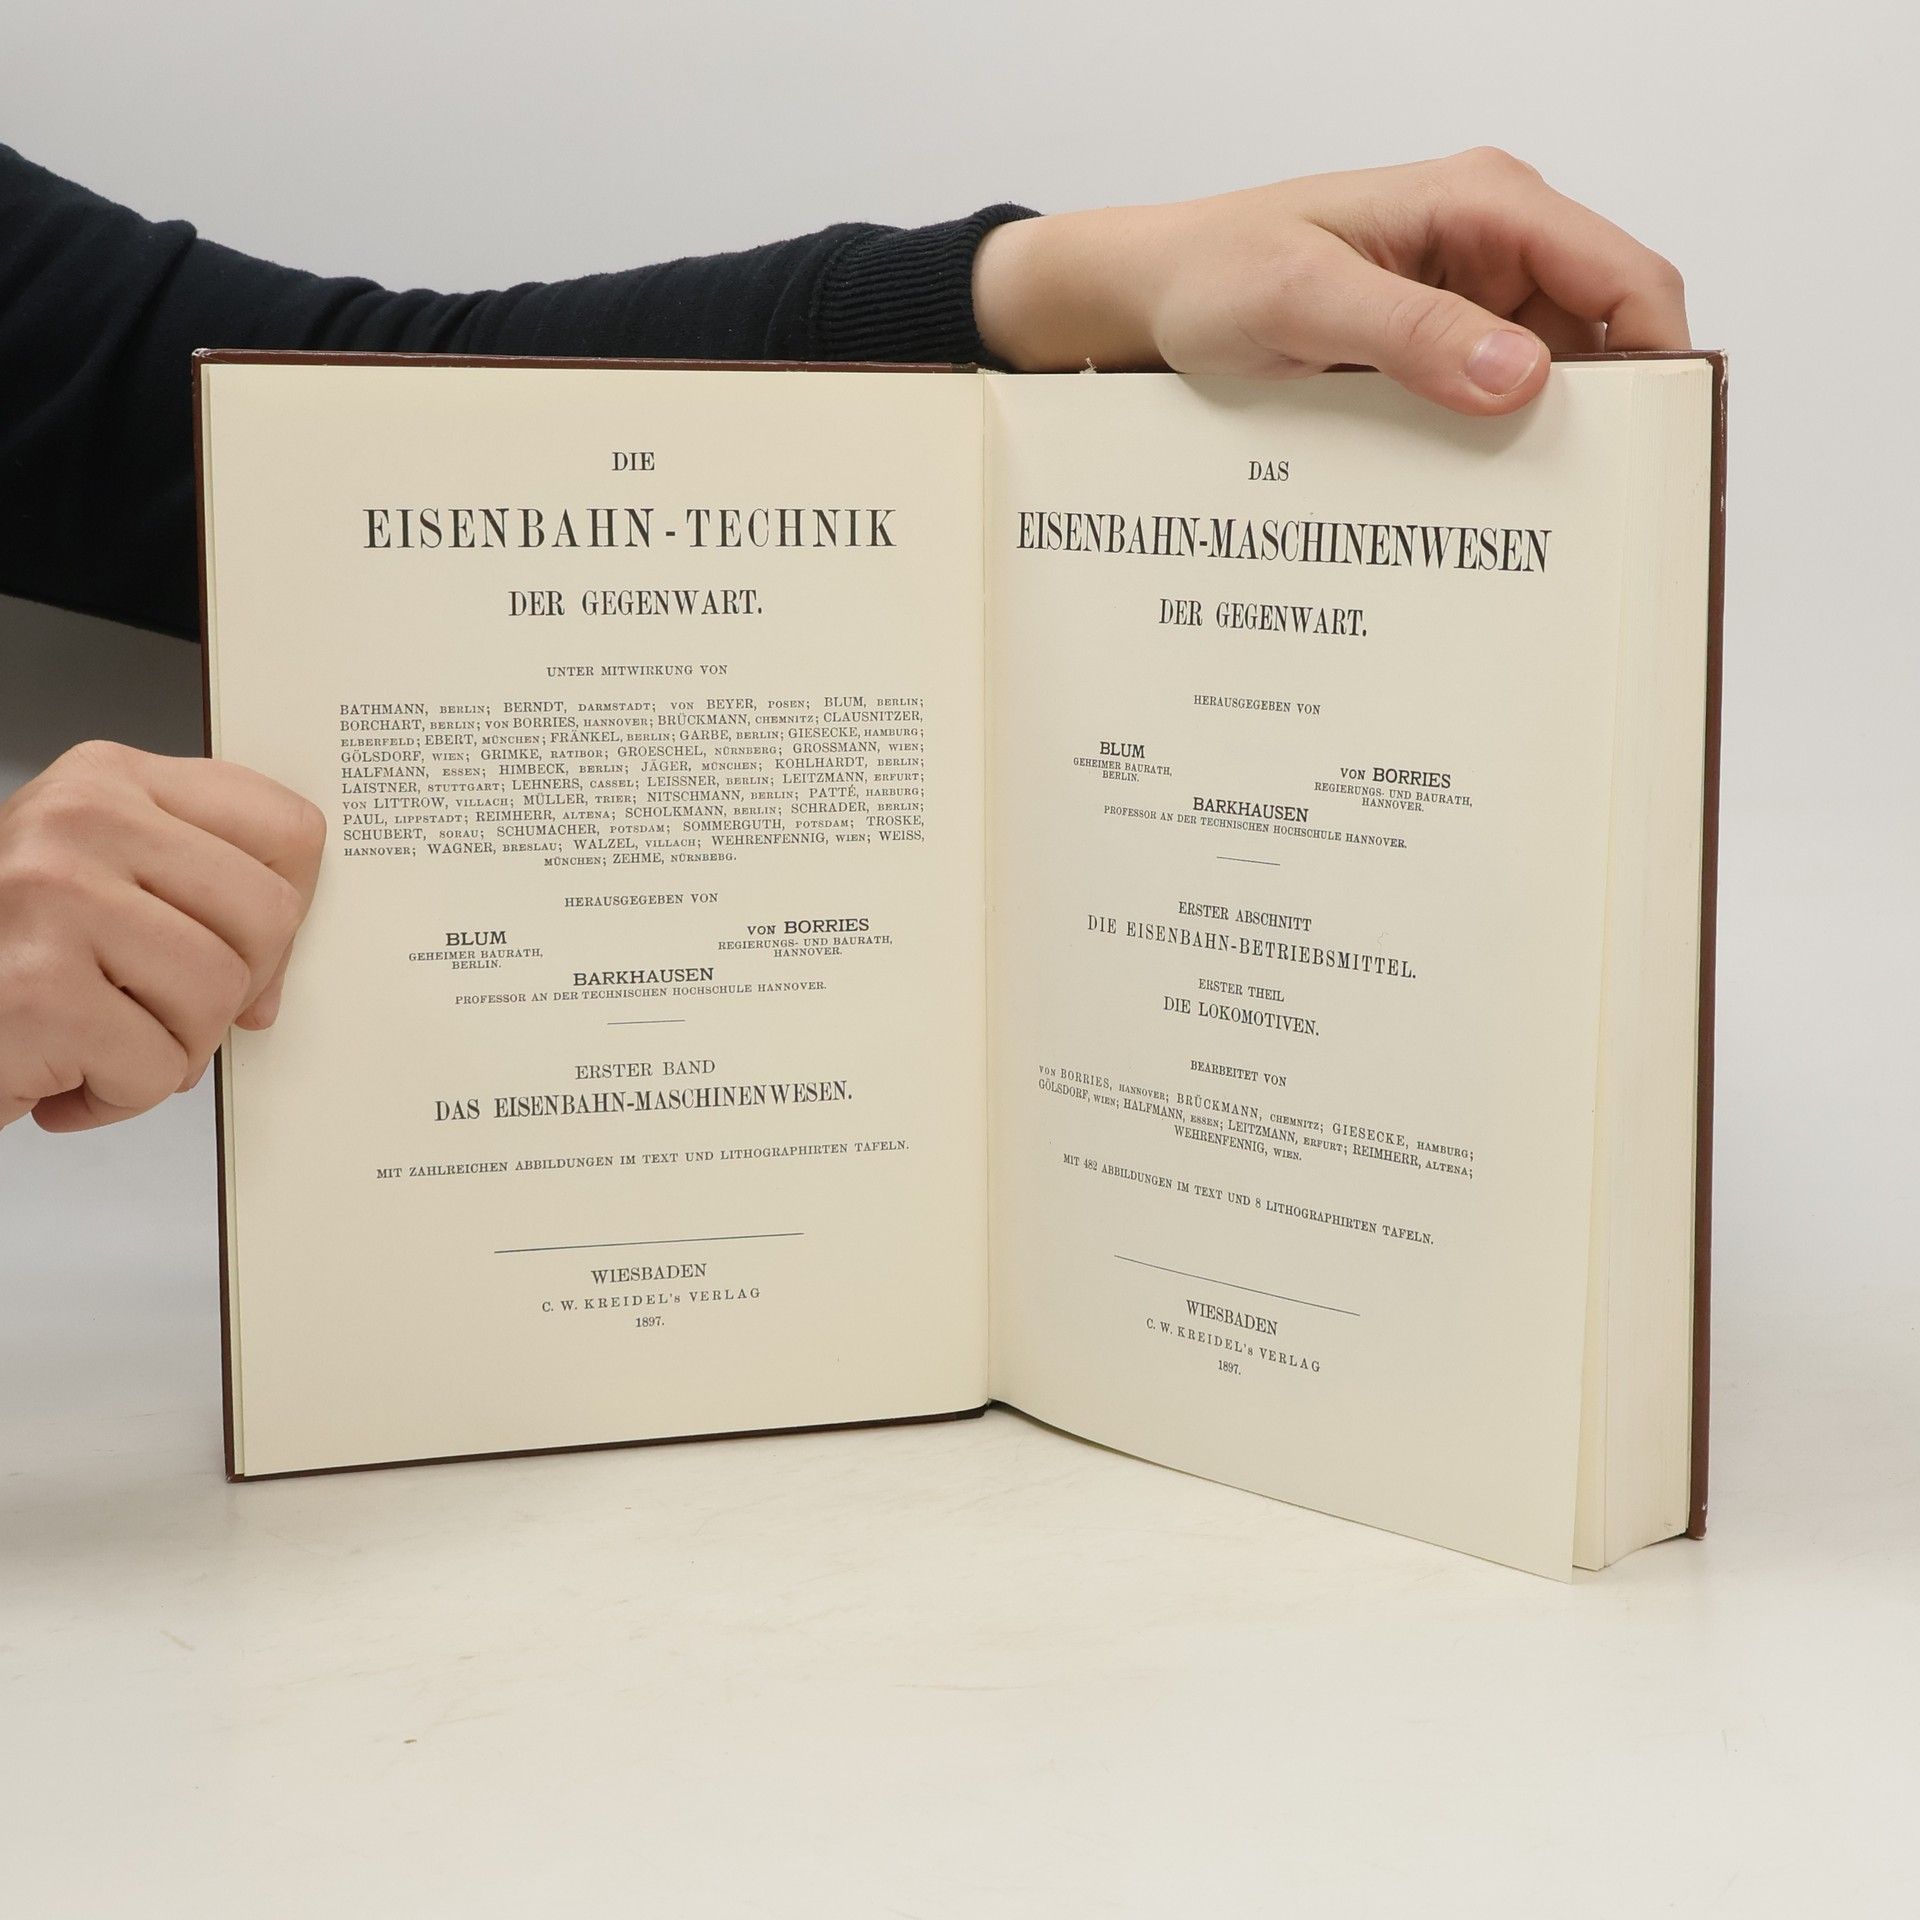 DIE
EISENBAHN-TECHNIK
DER GEGENWART.
UNTER MITWIRKUNG VON
BATHMANN, BERLIN; BERNDT, DARMSTADT; VON BEYER, POSEN; BLUM, BERLIN;
BORCHART, BERLIN; VON BORRIES, HANNOVER; BRÜCKMANN, CHEMNITZ; CLAUSNITZER,
ELBERFELD; EBERT, MÜNCHEN; FRÄNKEL, BERLIN; GARBE, BERLIN; GIESECKE, HAMBURG;
GÖLSDORF, WIEN; GRIMKE, RATIBOR; GROESCHEL, NÜRNBERG; GROSSMANN, WIEN;
HALFMANN, ESSEN; HIMBECK, BERLIN; JÄGER, MÜNCHEN; KOHLHARDT, BERLIN;
LAISTNER, STUTTGART; LEHNERS, CASSEL; LEISSNER, BERLIN; LEITZMANN, ERFURT;
VON LITTROW, VILLACH; MÜLLER, TRIER; NITSCHMANN, BERLIN; PATTÉ, HARBURG;
PAUL, LIPPSTADT; REIMHERR, ALTENA; SCHOLKMANN, BERLIN; SCHRADER, BERLIN;
SCHUBERT, SORAU; SCHUMACHER, POTSDAM; SOMMERGUTH, POTSDAM; TROSKE,
HANNOVER; WAGNER, BRESLAU; WALZEL, VILLACH; WEHRENFENNIG, WIEN; WEISS,
MÜNCHEN; ZEHME, NÜRNBEBG.
HERAUSGEGEBEN VON
BLUM
GEHEIMER BAURATH,
BERLIN.
VON BORRIES
REGIERUNGS- UND BAURATH,
HANNOVER.
BARKHAUSEN
PROFESSOR AN DER TECHNISCHEN HOCHSCHULE HANNOVER.
ERSTER BAND
DAS EISENBAHN-MASCHINENWESEN.
MIT ZAHLREICHEN ABBILDUNGEN IM TEXT UND LITHOGRAPHIRTEN TAFELN.
WIESBADEN
C. W. KREIDEL's VERLAG
1897.
DAS
EISENBAHN-MASCHINENWESEN
DER GEGENWART.
HERAUSGEGEBEN VON
BLUM
GEHEIMER BAURATH,
BERLIN.
VON BORRIES
REGIERUNGS- UND BAURATH,
HANNOVER.
BARKHAUSEN
PROFESSOR AN DER TECHNISCHEN HOCHSCHULE HANNOVER.
ERSTER ABSCHNITT
DIE EISENBAHN-BETRIEBSMITTEL.
ERSTER THEIL
DIE LOKOMOTIVEN.
BEARBEITET VON
VON BORRIES, HANNOVER; BRÜCKMANN, CHEMNITZ; GIESECKE, HAMBURG;
GÖLSDORF, WIEN; HALFMANN, ESSEN; LEITZMANN, ERFURT; REIMHERR, ALTENA;
WEHRENFENNIG, WIEN.
MIT 482 ABBILDUNGEN IM TEXT UND 8 LITHOGRAPHIRTEN TAFELN.
WIESBADEN
C. W. KREIDEL's VERLAG
1897.